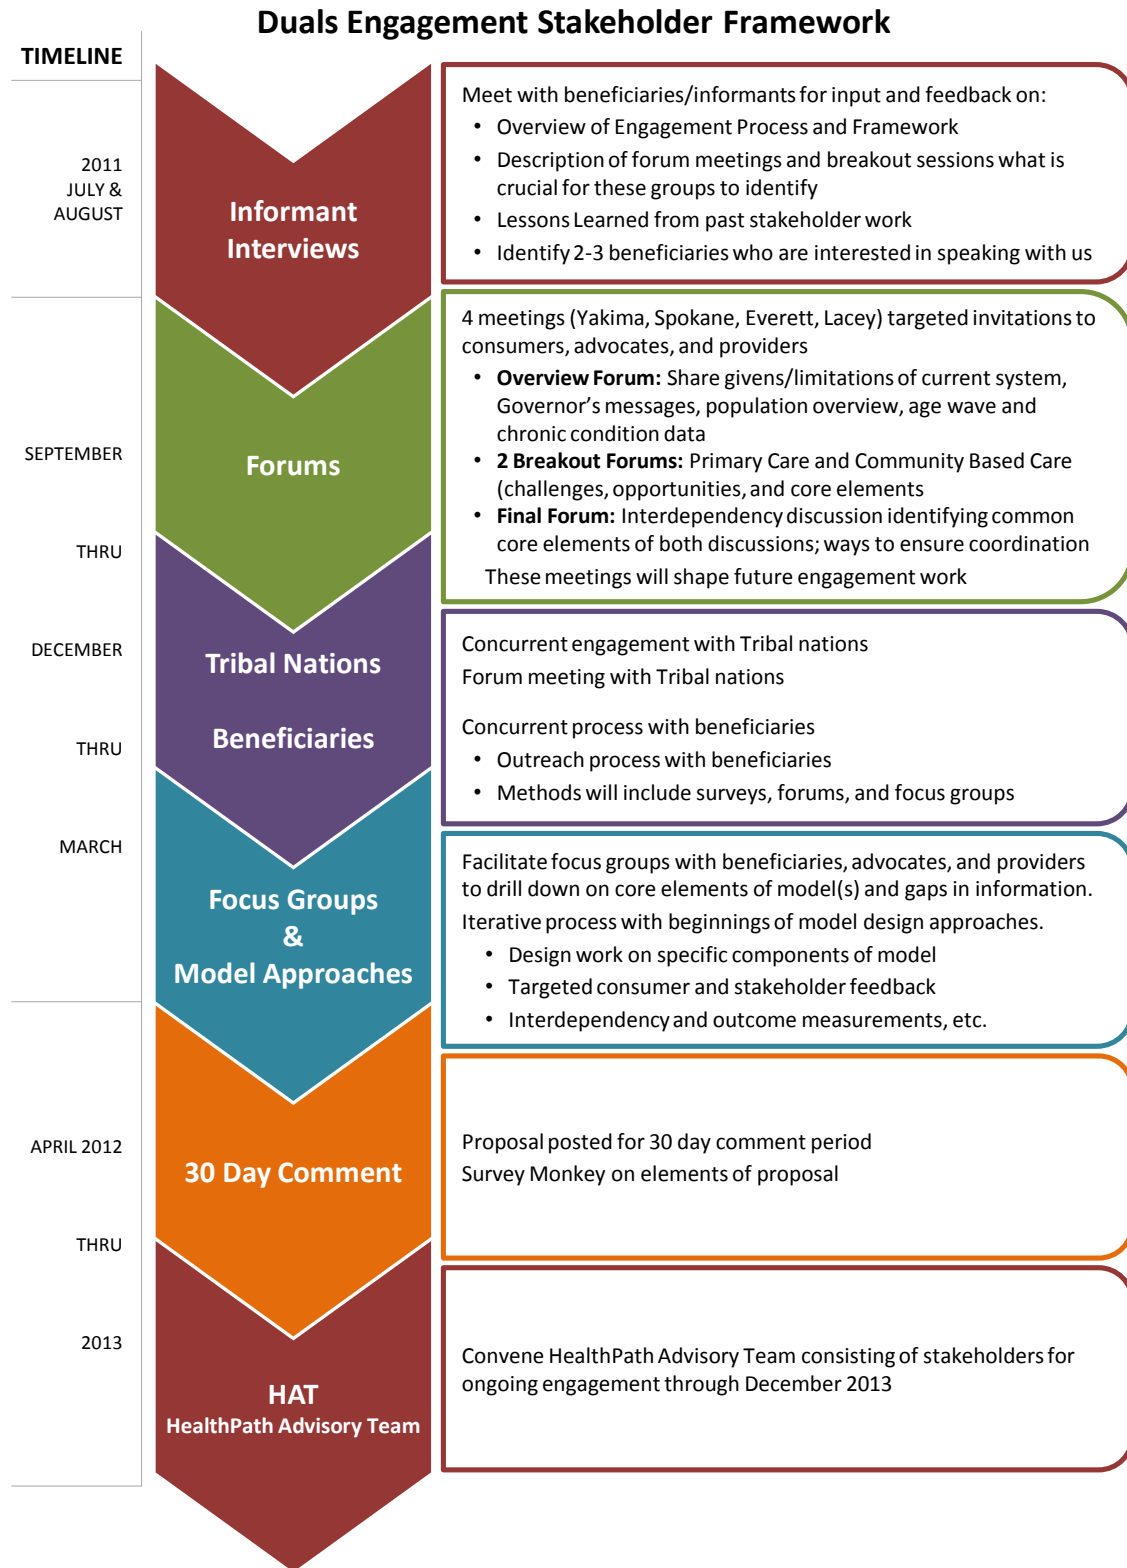 Duals Engagement Stakeholder Framework
TIMELINE
2011
JULY &
AUGUST
Informant
Interviews
Meet with beneficiaries/informants for input and feedback on:
• Overview of Engagement Process and Framework
• Description of forum meetings and breakout sessions what is
crucial for these groups to identify
• Lessons Learned from past stakeholder work
• Identify 2-3 beneficiaries who are interested in speaking with us
SEPTEMBER
THRU
DECEMBER
THRU
MARCH
Forums
4 meetings (Yakima, Spokane, Everett, Lacey) targeted invitations to
consumers, advocates, and providers
• Overview Forum: Share givens/limitations of current system,
Governor's messages, population overview, age wave and
chronic condition data
• 2 Breakout Forums: Primary Care and Community Based Care
(challenges, opportunities, and core elements
• Final Forum: Interdependency discussion identifying common
core elements of both discussions; ways to ensure coordination
These meetings will shape future engagement work
Tribal Nations
Beneficiaries
Concurrent engagement with Tribal nations
Forum meeting with Tribal nations
Concurrent process with beneficiaries
• Outreach process with beneficiaries
• Methods will include surveys, forums, and focus groups
Focus Groups
&
Model Approaches
Facilitate focus groups with beneficiaries, advocates, and providers
to drill down on core elements of model(s) and gaps in information.
Iterative process with beginnings of model design approaches.
• Design work on specific components of model
• Targeted consumer and stakeholder feedback
• Interdependency and outcome measurements, etc.
APRIL 2012
THRU
2013
30 Day Comment
Proposal posted for 30 day comment period
Survey Monkey on elements of proposal
HAT
HealthPath Advisory Team
Convene HealthPath Advisory Team consisting of stakeholders for
ongoing engagement through December 2013